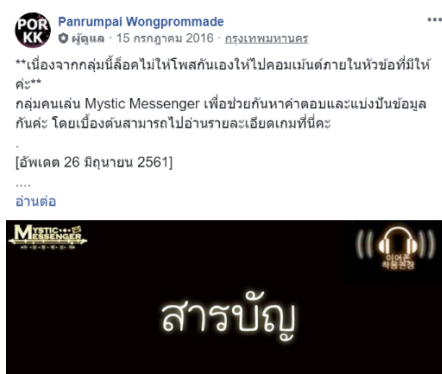 POR
KK
Panrumpai Wongprommade
ผู้ดูแล · 15 กรกฎาคม 2016 · กรุงเทพมหานคร
**เนื่องจากกลุ่มนี้ล็อคไม่ให้โพสกันเองให้ไปคอมเม้นต์ภายในหัวข้อที่มีให้
ค่ะ**
กลุ่มคนเล่น Mystic Messenger เพื่อช่วยกันหาคำตอบและแบ่งปันข้อมูล
กันค่ะ โดยเบื้องต้นสามารถไปอ่านรายละเอียดเกมที่นี่คะ
.
[อัพเดต 26 มิถุนายน 2561]
....
อ่านต่อ
MYSTIC
MESSENGER
이어폰
착용권장
สารบัญ